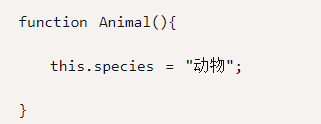 function Animal(){
this.species = "动物";
}